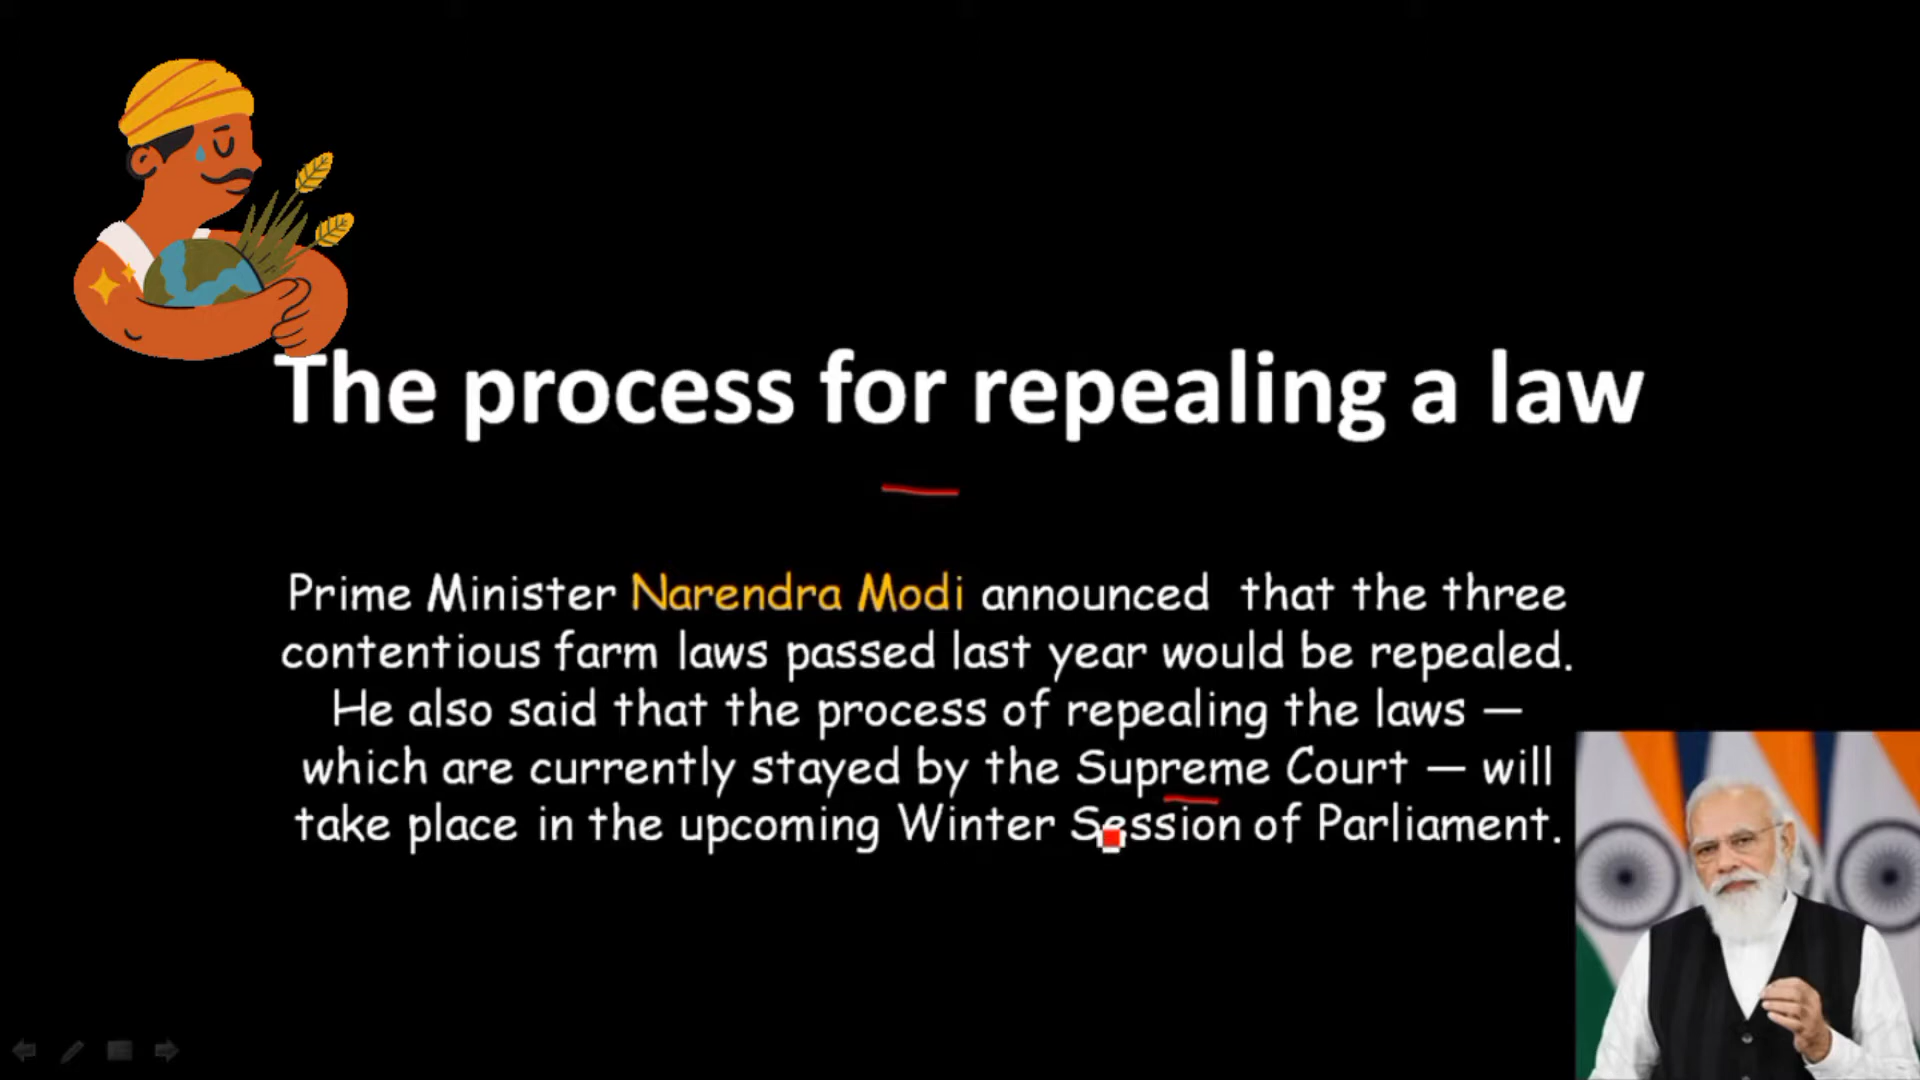 The process for repealing a law
Prime Minister Narendra Modi announced that the three
contentious farm laws passed last year would be repealed.
He also said that the process of repealing the laws —
which are currently stayed by the Supreme Court — will
take place in the upcoming Winter Session of Parliament.